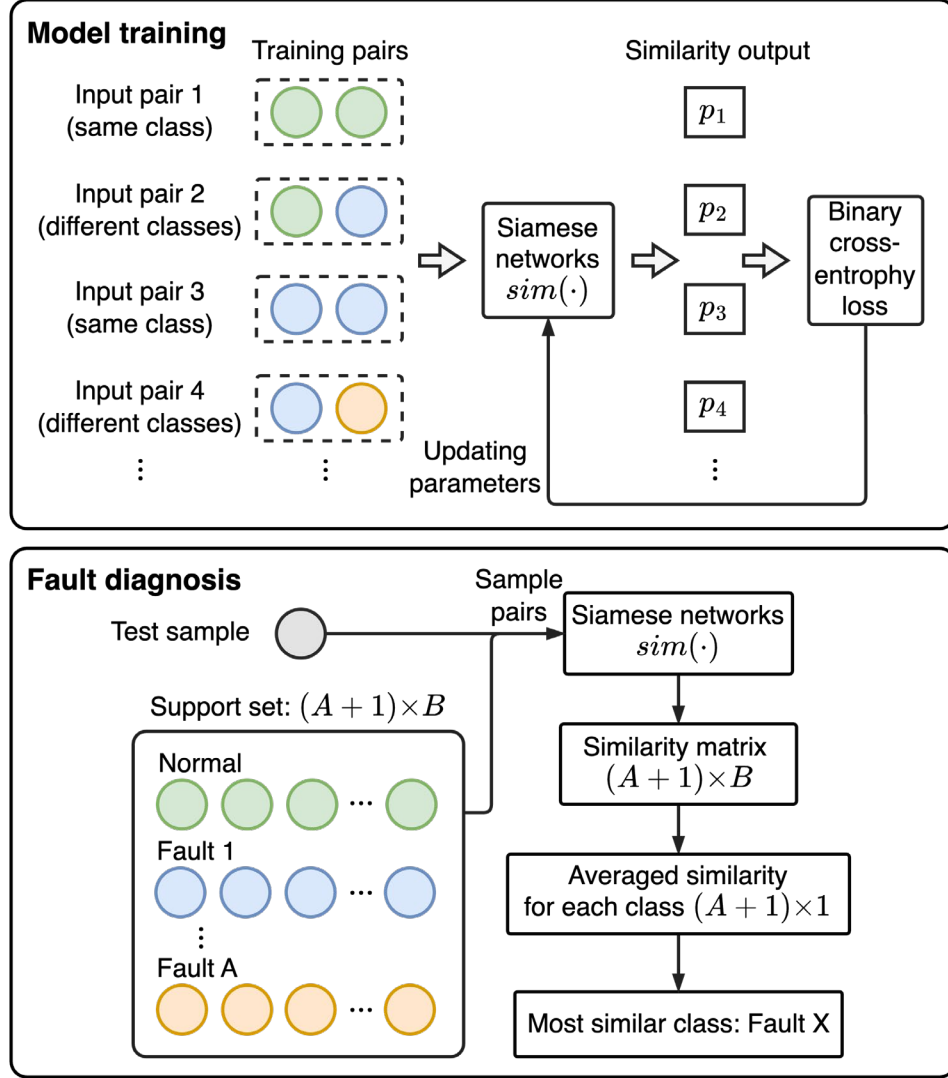 Model training
Training pairs
Similarity output
Input pair 1
(same class)
p₁
Input pair 2
(different classes)
p₂
Siamese
networks
sim(·)
Binary
cross-
entrophy
loss
Input pair 3
(same class)
p₃
Input pair 4
(different classes)
p₄
⋮
⋮
⋮
Updating
parameters
Fault diagnosis
Test sample
Sample
pairs
Siamese networks
sim(·)
Support set: (A + 1)×B
Normal
···
Fault 1
···
⋮
Fault A
···
Similarity matrix
(A + 1)×B
Averaged similarity
for each class (A + 1)×1
Most similar class: Fault X